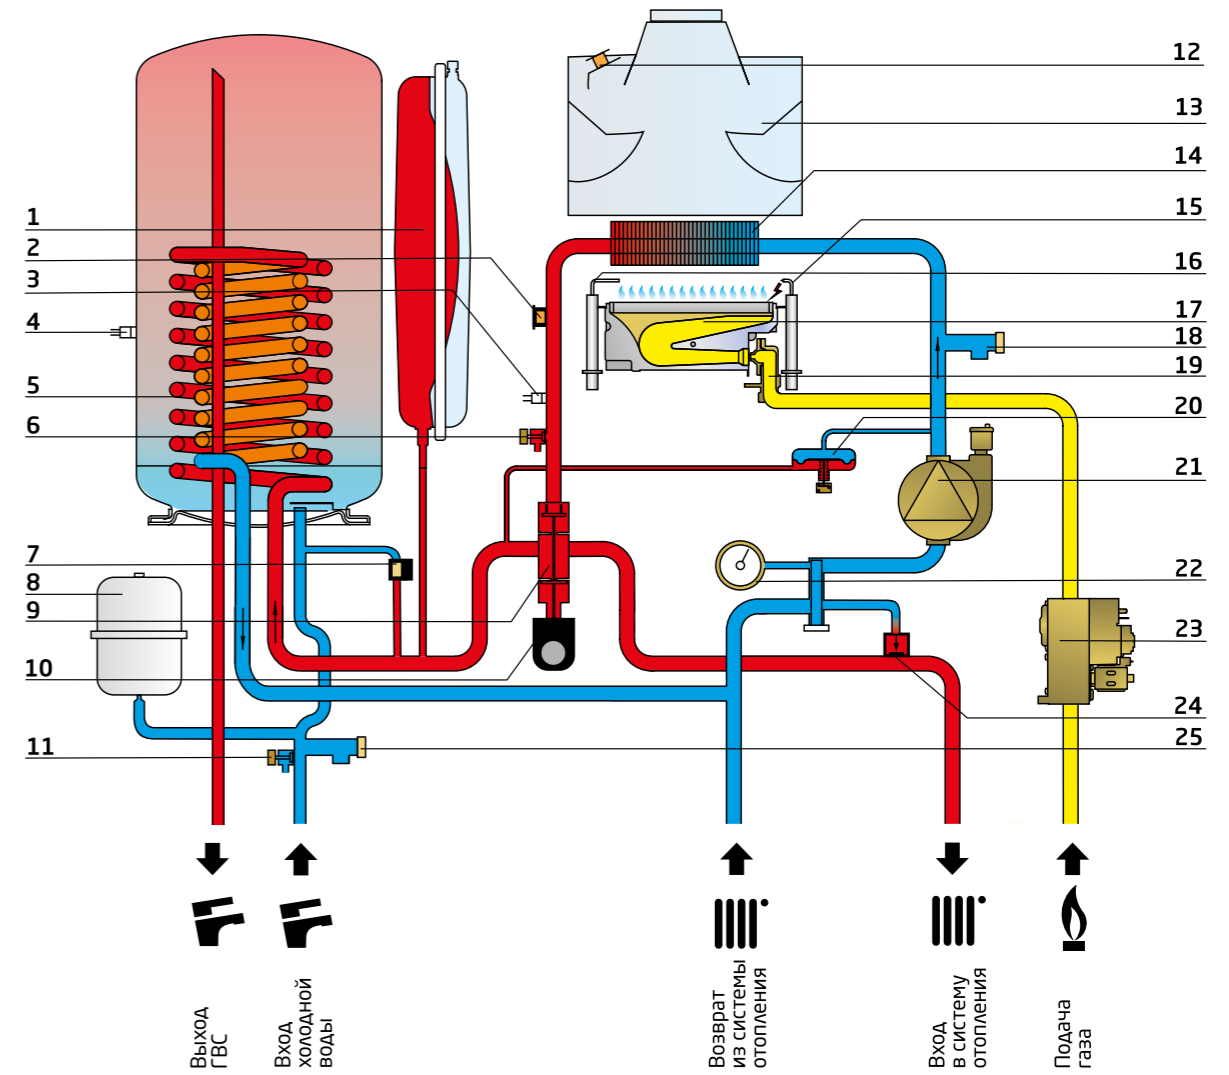 1
2
3
4
5
6
7
8
9
10
11
12
13
14
15
16
17
18
19
20
21
22
23
24
25
Выход
ГВС
Вход
холодной
воды
Возврат
из системы
отопления
Вход
в систему
отопления
Подача
газа